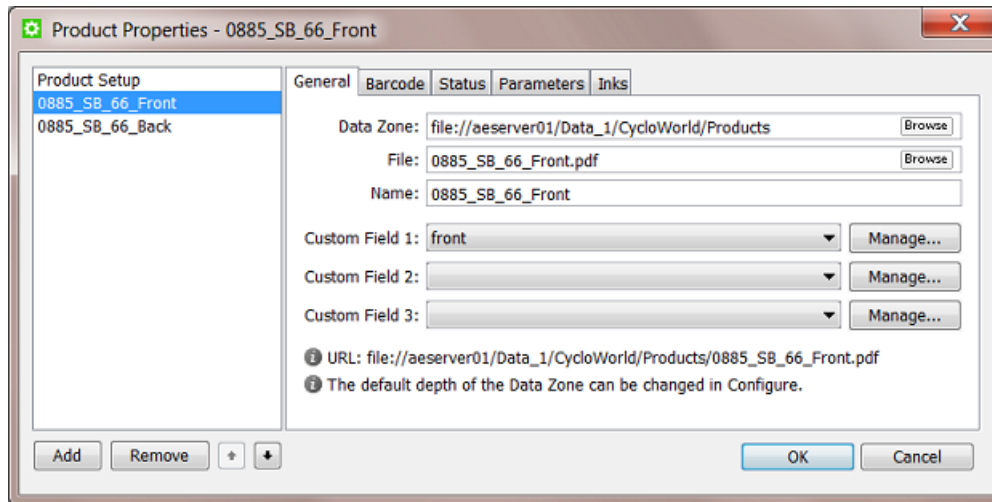 Product Properties - 0885_SB_66_Front
X
Product Setup
0885_SB_66_Front
0885_SB_66_Back
General Barcode Status Parameters Inks
Data Zone: file://aeserver01/Data_1/CycloWorld/Products Browse
File: 0885_SB_66_Front.pdf Browse
Name: 0885_SB_66_Front
Custom Field 1: front Manage...
Custom Field 2: Manage...
Custom Field 3: Manage...
URL: file://aeserver01/Data_1/CycloWorld/Products/0885_SB_66_Front.pdf
The default depth of the Data Zone can be changed in Configure.
Add Remove OK Cancel